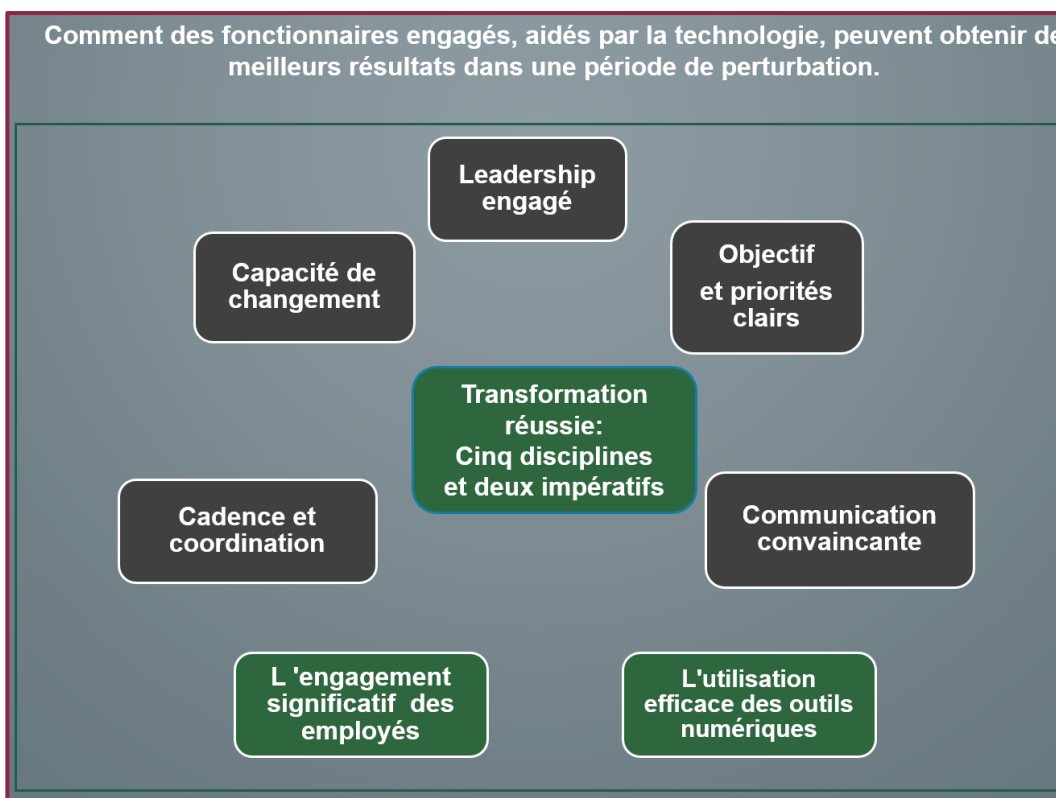 Comment des fonctionnaires engagés, aidés par la technologie, peuvent obtenir de
meilleurs résultats dans une période de perturbation.
Leadership
engagé
Capacité de
changement
Objectif
et priorités
clairs
Transformation
réussie:
Cinq disciplines
et deux impératifs
Cadence et
coordination
Communication
convaincante
L 'engagement
significatif  des
employés
L'utilisation
efficace des outils
numériques